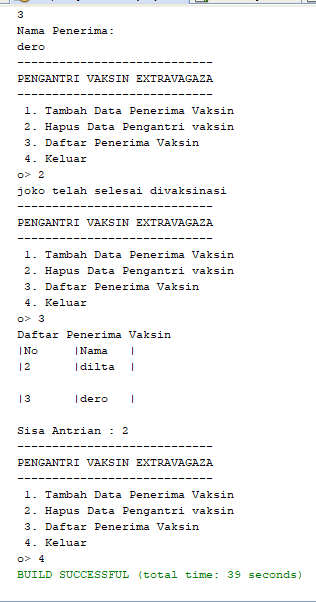 3
Nama Penerima:
dero
----------------------------
PENGANTRI VAKSIN EXTRAVAGAZA
----------------------------
 1. Tambah Data Penerima Vaksin
 2. Hapus Data Pengantri vaksin
 3. Daftar Penerima Vaksin
 4. Keluar
o> 2
joko telah selesai divaksinasi
----------------------------
PENGANTRI VAKSIN EXTRAVAGAZA
----------------------------
 1. Tambah Data Penerima Vaksin
 2. Hapus Data Pengantri vaksin
 3. Daftar Penerima Vaksin
 4. Keluar
o> 3
Daftar Penerima Vaksin
|No     |Nama   |
|2      |dilta  |
|3      |dero   |
Sisa Antrian : 2
----------------------------
PENGANTRI VAKSIN EXTRAVAGAZA
----------------------------
 1. Tambah Data Penerima Vaksin
 2. Hapus Data Pengantri vaksin
 3. Daftar Penerima Vaksin
 4. Keluar
o> 4
BUILD SUCCESSFUL (total time: 39 seconds)